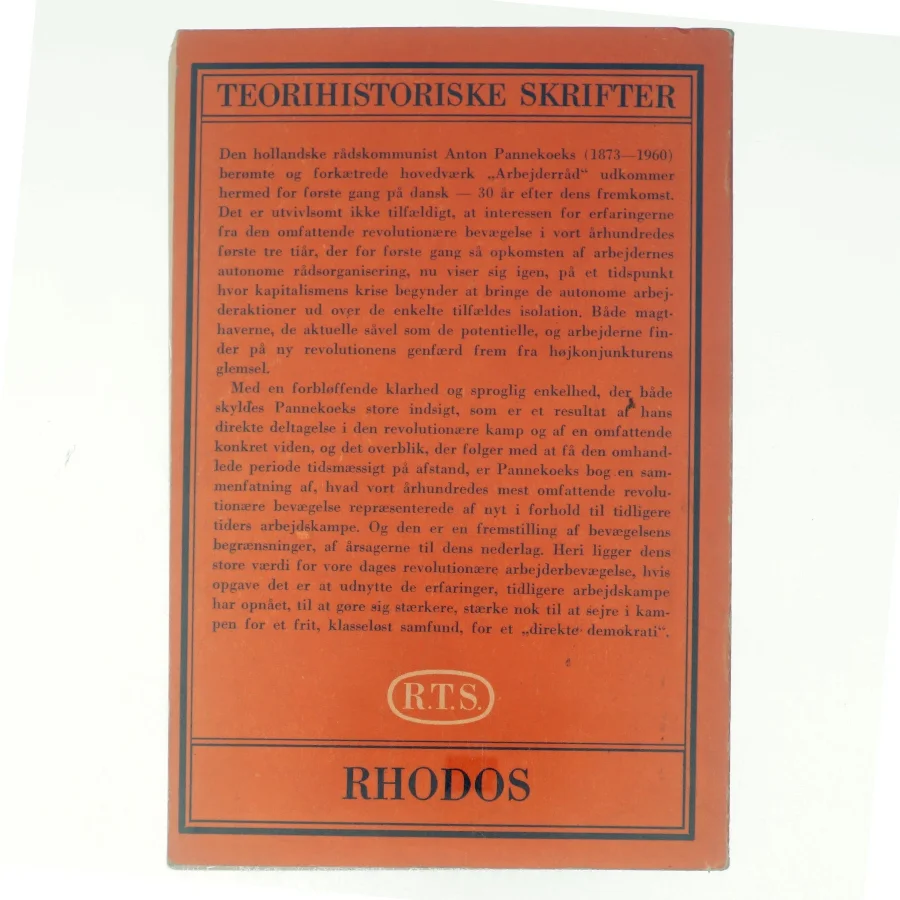 TEORIHISTORISKE SKRIFTER
Den hollandske rådskommunist Anton Pannekoeks (1873—1960)
berømte og forkætrede hovedværk „Arbejderråd“ udkommer
hermed for første gang på dansk — 30 år efter dens fremkomst.
Det er utvivlsomt ikke tilfældigt, at interessen for erfaringerne
fra den omfattende revolutionære bevægelse i vort århundredes
første tre tiår, der for første gang så opkomsten af arbejdernes
autonome rådsorganisering, nu viser sig igen, på et tidspunkt
hvor kapitalismens krise begynder at bringe de autonome arbej-
deraktioner ud over de enkelte tilfældes isolation. Både magt-
haverne, de aktuelle såvel som de potentielle, og arbejderne fin-
der på ny revolutionens genfærd frem fra højkonjunkturens
glemsel.
Med en forbløffende klarhed og sproglig enkelhed, der både
skyldes Pannekoeks store indsigt, som er et resultat af hans
direkte deltagelse i den revolutionære kamp og af en omfattende
konkret viden, og det overblik, der følger med at få den omhand-
lede periode tidsmæssigt på afstand, er Pannekoeks bog en sam-
menfatning af, hvad vort århundredes mest omfattende revolu-
tionære bevægelse repræsenterede af nyt i forhold til tidligere
tiders arbejdskampe. Og den er en fremstilling af bevægelsens
begrænsninger, af årsagerne til dens nederlag. Heri ligger dens
store værdi for vore dages revolutionære arbejderbevægelse, hvis
opgave det er at udnytte de erfaringer, tidligere arbejdskampe
har opnået, til at gøre sig stærkere, stærke nok til at sejre i kam-
pen for et frit, klasseløst samfund, for et „direkte demokrati“.
R.T.S.
RHODOS